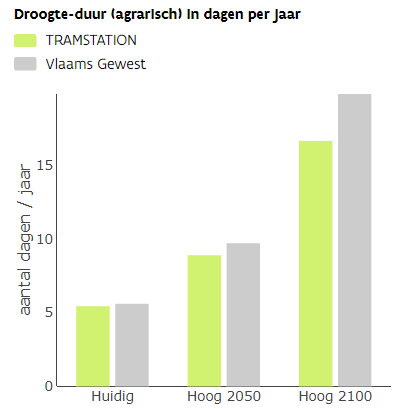 Droogte-duur (agrarisch) in dagen per jaar
TRAMSTATION
Vlaams Gewest
aantal dagen / jaar
15
10
5
0
Huidig Hoog 2050 Hoog 2100